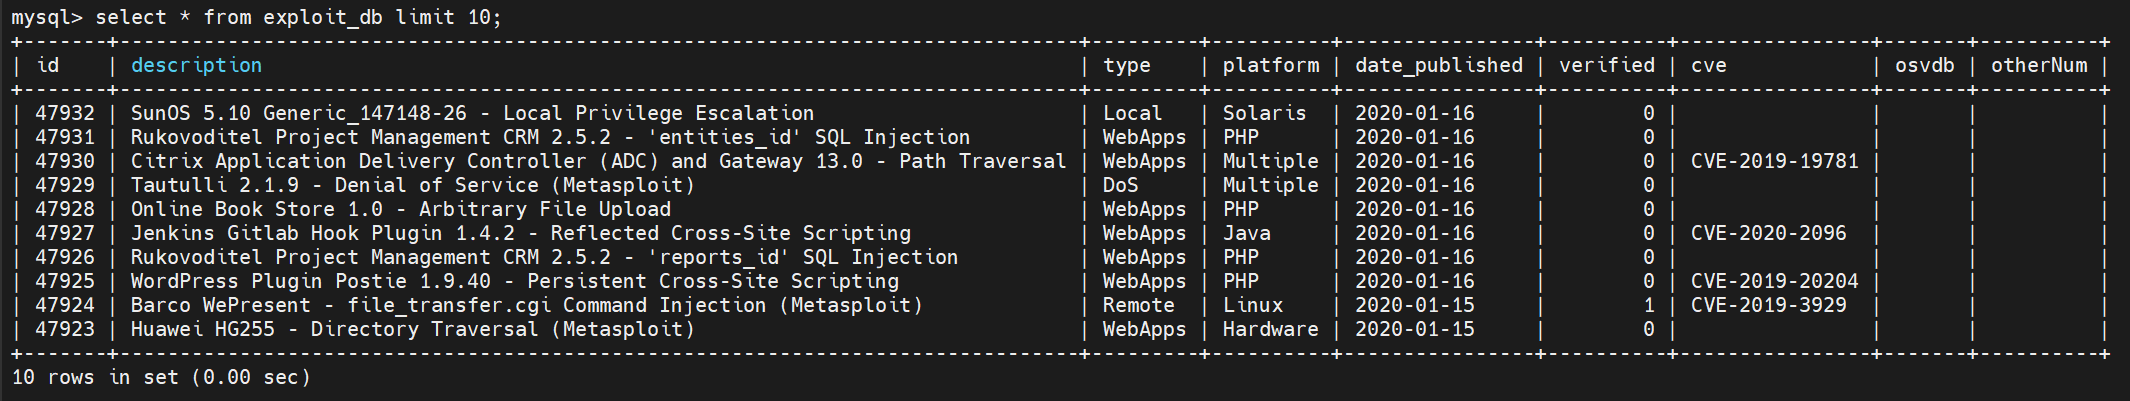 mysql> select * from exploit_db limit 10;
+-------+--------------------------------------------------------------------------------+---------+----------+----------------+----------+----------------+-------+----------+
| id    | description                                                                    | type    | platform | date_published | verified | cve            | osvdb | otherNum |
+-------+--------------------------------------------------------------------------------+---------+----------+----------------+----------+----------------+-------+----------+
| 47932 | SunOS 5.10 Generic_147148-26 - Local Privilege Escalation                      | Local   | Solaris  | 2020-01-16     |        0 |                |       |          |
| 47931 | Rukovoditel Project Management CRM 2.5.2 - 'entities_id' SQL Injection         | WebApps | PHP      | 2020-01-16     |        0 |                |       |          |
| 47930 | Citrix Application Delivery Controller (ADC) and Gateway 13.0 - Path Traversal | WebApps | Multiple | 2020-01-16     |        0 | CVE-2019-19781 |       |          |
| 47929 | Tautulli 2.1.9 - Denial of Service (Metasploit)                                | DoS     | Multiple | 2020-01-16     |        0 |                |       |          |
| 47928 | Online Book Store 1.0 - Arbitrary File Upload                                  | WebApps | PHP      | 2020-01-16     |        0 |                |       |          |
| 47927 | Jenkins Gitlab Hook Plugin 1.4.2 - Reflected Cross-Site Scripting              | WebApps | Java     | 2020-01-16     |        0 | CVE-2020-2096  |       |          |
| 47926 | Rukovoditel Project Management CRM 2.5.2 - 'reports_id' SQL Injection          | WebApps | PHP      | 2020-01-16     |        0 |                |       |          |
| 47925 | WordPress Plugin Postie 1.9.40 - Persistent Cross-Site Scripting               | WebApps | PHP      | 2020-01-16     |        0 | CVE-2019-20204 |       |          |
| 47924 | Barco WePresent - file_transfer.cgi Command Injection (Metasploit)             | Remote  | Linux    | 2020-01-15     |        1 | CVE-2019-3929  |       |          |
| 47923 | Huawei HG255 - Directory Traversal (Metasploit)                                | WebApps | Hardware | 2020-01-15     |        0 |                |       |          |
+-------+--------------------------------------------------------------------------------+---------+----------+----------------+----------+----------------+-------+----------+
10 rows in set (0.00 sec)